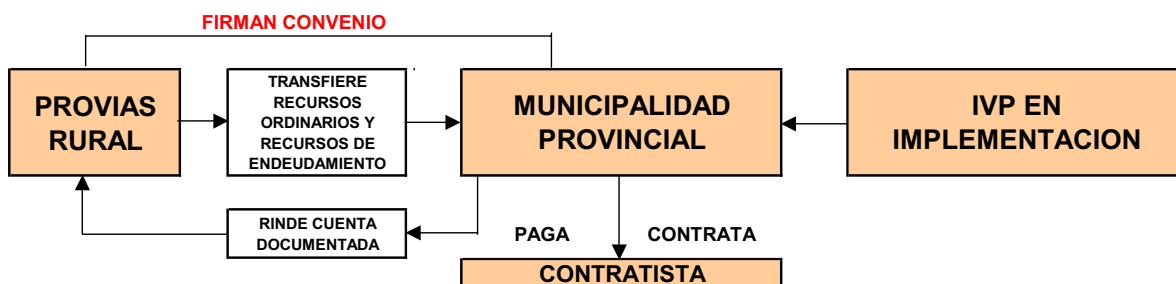 FIRMAN CONVENIO
PROVIAS
RURAL
TRANSFIERE
RECURSOS
ORDINARIOS Y
RECURSOS DE
ENDEUDAMIENTO
MUNICIPALIDAD
PROVINCIAL
IVP EN
IMPLEMENTACION
RINDE CUENTA
DOCUMENTADA
PAGA CONTRATA
CONTRATISTA